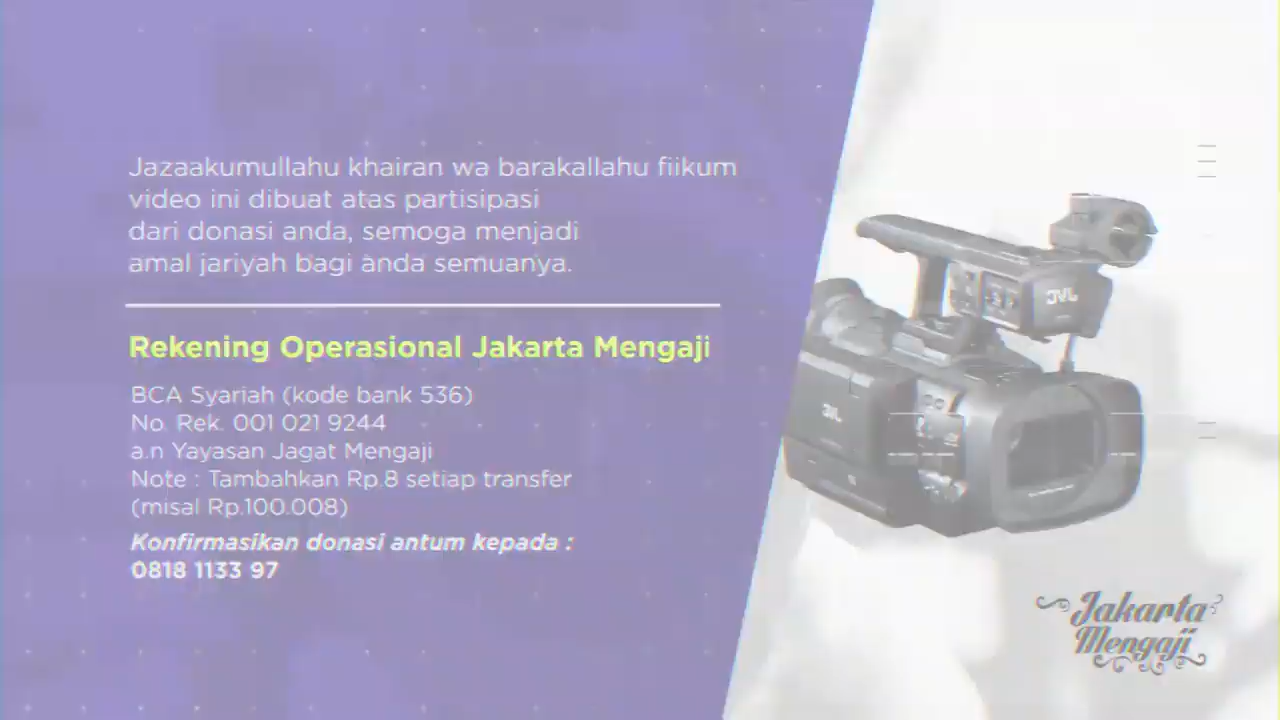 Jazaakumullahu khairan wa barakallahu fiikum
video ini dibuat atas partisipasi
dari donasi anda, semoga menjadi
amal jariyah bagi anda semuanya.
Rekening Operasional Jakarta Mengaji
BCA Syariah (kode bank 536)
No. Rek. 001 021 9244
a.n Yayasan Jagat Mengaji
Note : Tambahkan Rp.8 setiap transfer
(misal Rp.100.008)
Konfirmasikan donasi antum kepada :
0818 1133 97
Jakarta
Mengaji